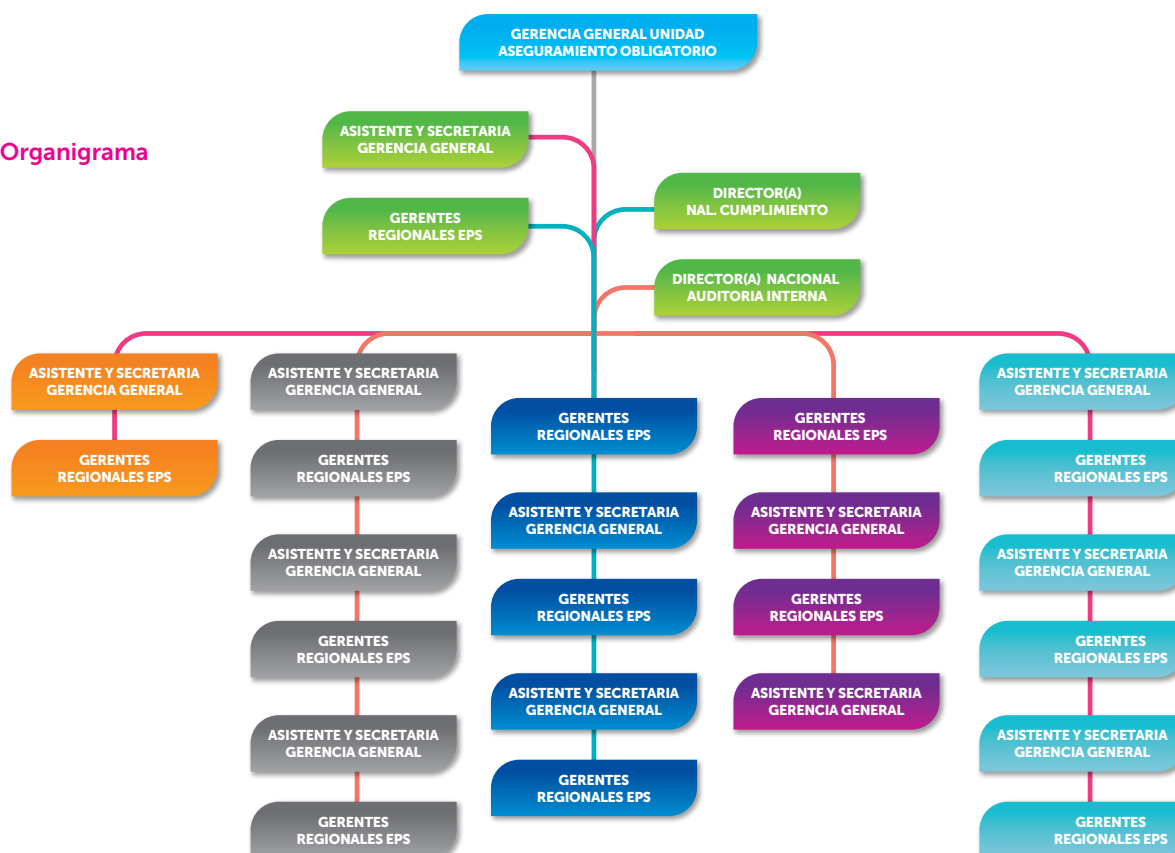 GERENCIA GENERAL UNIDAD
ASEGURAMIENTO OBLIGATORIO
ASISTENTE Y SECRETARIA
GERENCIA GENERAL
Organigrama
DIRECTOR(A)
NAL. CUMPLIMIENTO
GERENTES
REGIONALES EPS
DIRECTOR(A) NACIONAL
AUDITORIA INTERNA
ASISTENTE Y SECRETARIA
GERENCIA GENERAL
GERENTES
REGIONALES EPS
ASISTENTE Y SECRETARIA
GERENCIA GENERAL
GERENTES
REGIONALES EPS
ASISTENTE Y SECRETARIA
GERENCIA GENERAL
GERENTES
REGIONALES EPS
ASISTENTE Y SECRETARIA
GERENCIA GENERAL
GERENTES
REGIONALES EPS
GERENTES
REGIONALES EPS
ASISTENTE Y SECRETARIA
GERENCIA GENERAL
GERENTES
REGIONALES EPS
ASISTENTE Y SECRETARIA
GERENCIA GENERAL
GERENTES
REGIONALES EPS
GERENTES
REGIONALES EPS
ASISTENTE Y SECRETARIA
GERENCIA GENERAL
GERENTES
REGIONALES EPS
ASISTENTE Y SECRETARIA
GERENCIA GENERAL
ASISTENTE Y SECRETARIA
GERENCIA GENERAL
GERENTES
REGIONALES EPS
ASISTENTE Y SECRETARIA
GERENCIA GENERAL
GERENTES
REGIONALES EPS
ASISTENTE Y SECRETARIA
GERENCIA GENERAL
GERENTES
REGIONALES EPS